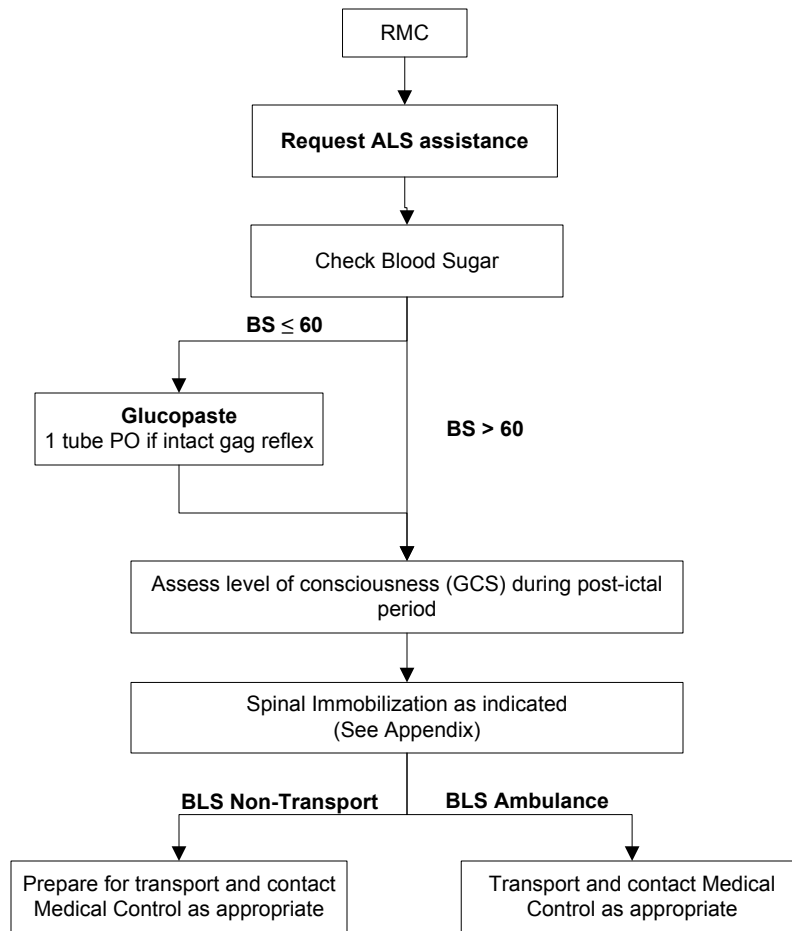 RMC
Request ALS assistance
Check Blood Sugar
BS ≤ 60
Glucopaste
1 tube PO if intact gag reflex
BS > 60
Assess level of consciousness (GCS) during post-ictal
period
Spinal Immobilization as indicated
(See Appendix)
BLS Non-Transport
BLS Ambulance
Prepare for transport and contact
Medical Control as appropriate
Transport and contact Medical
Control as appropriate